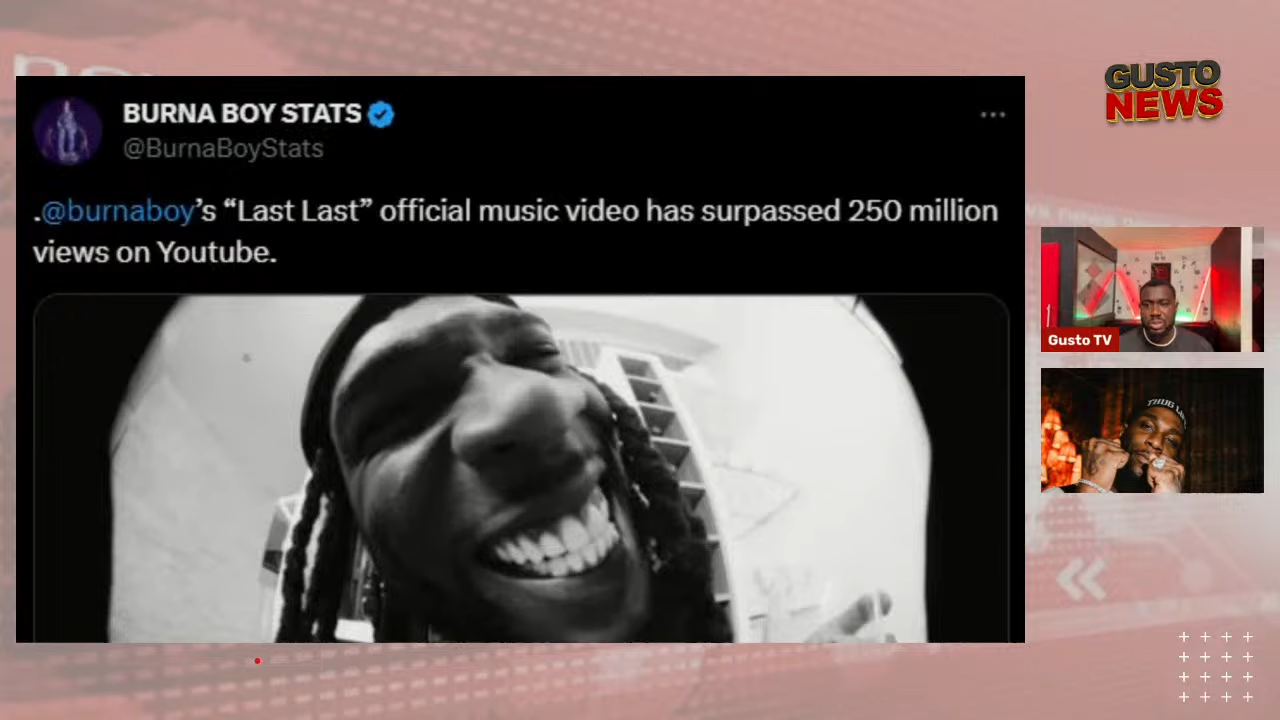 BURNA BOY STATS
@BurnaBoyStats
.@burnaboy's “Last Last” official music video has surpassed 250 million
views on Youtube.
GUSTO
NEWS
Gusto TV